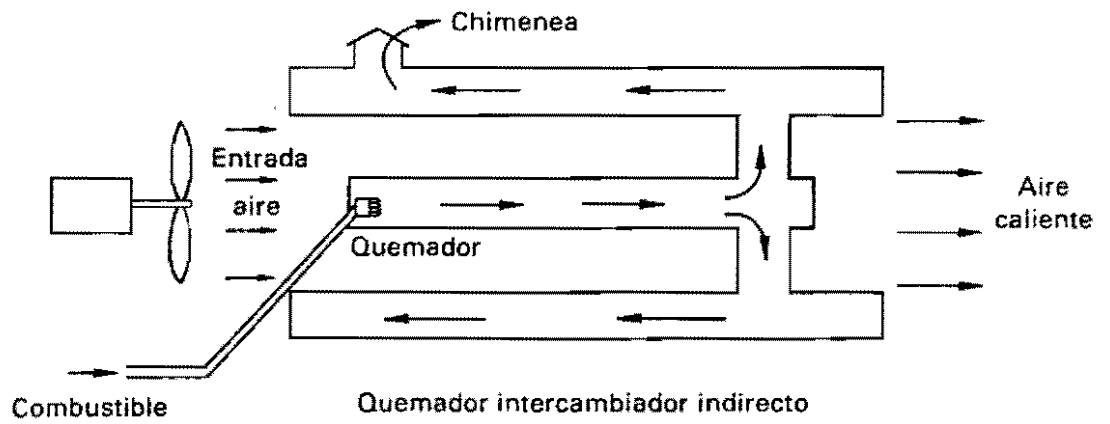 Chimenea
Entrada
aire
Quemador
Aire
caliente
Combustible
Quemador intercambiador indirecto